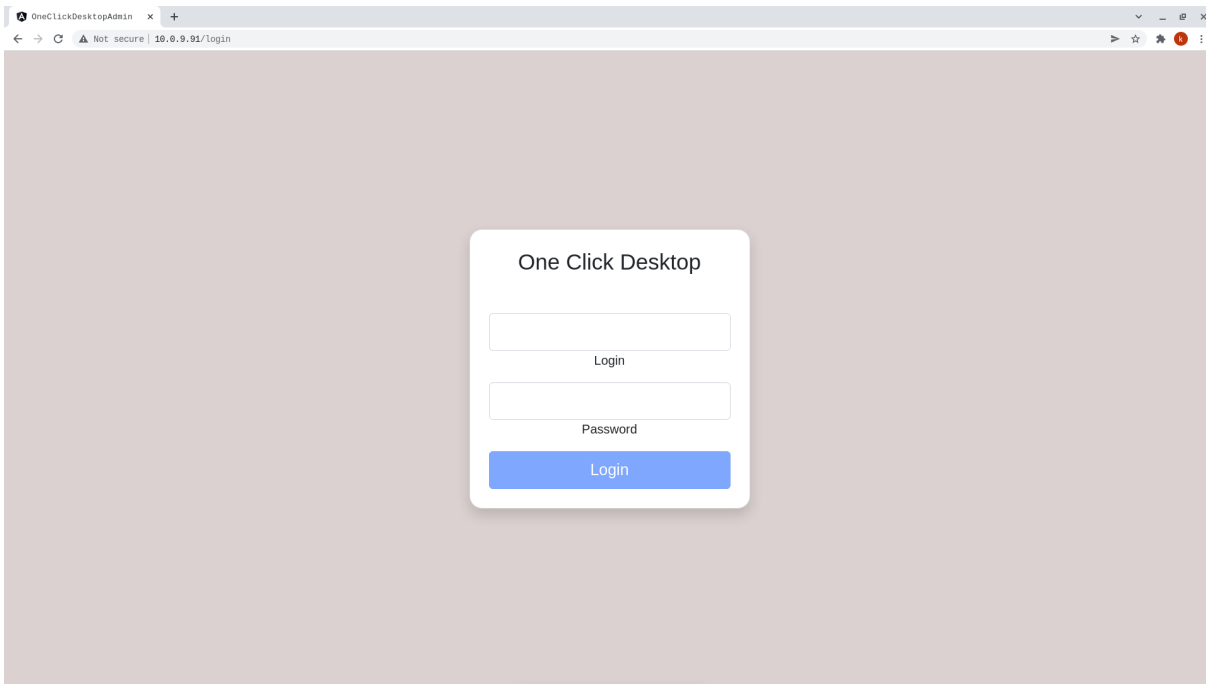 OneClickDesktopAdmin
Not secure 10.0.9.91/login
k
One Click Desktop
Login
Password
Login